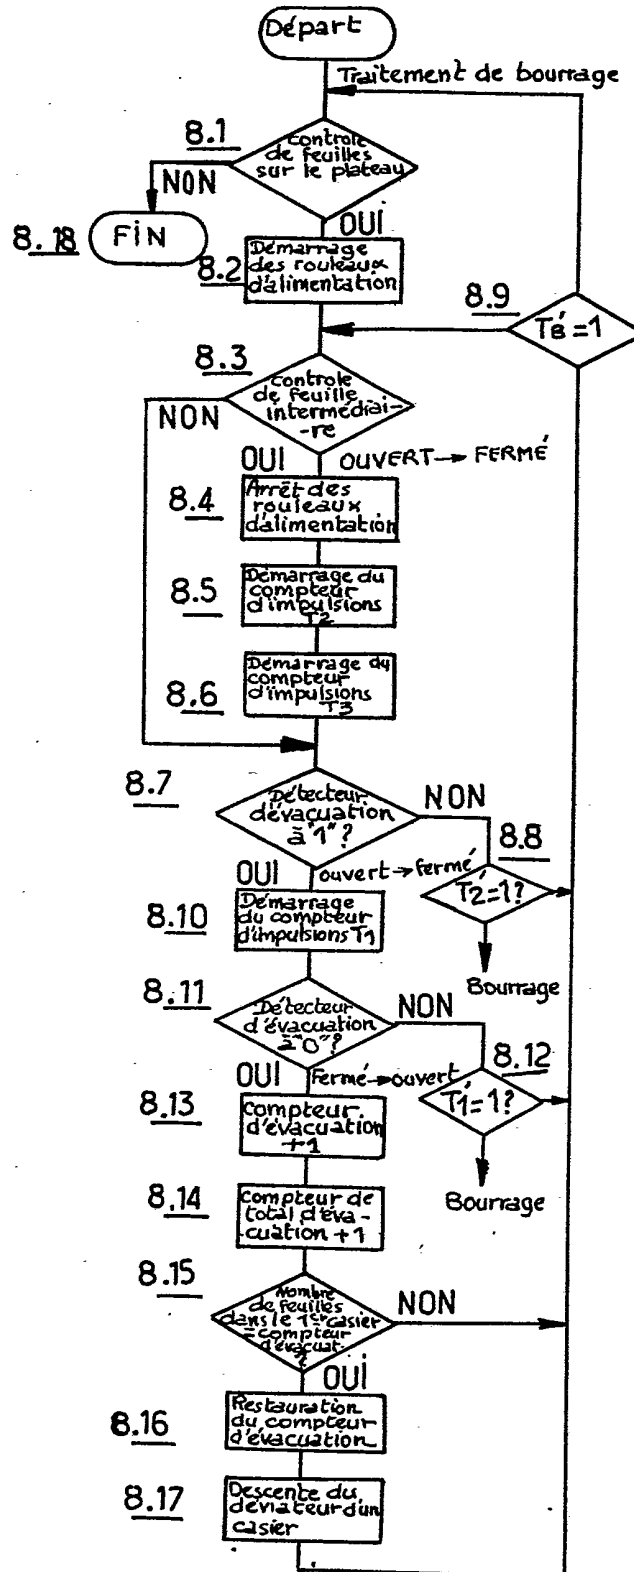 Départ
Traitement de bourrage
8.1
Controle
de feuilles
sur le plateau
NON
OUI
8.18
FIN
8.2
Démarrage
des rouleaux
d'alimentation
8.9
T'B=1
8.3
Controle
de feuille
intermédiai-
-re
NON
OUI
OUVERT → FERMÉ
8.4
Arrêt des
rouleaux
d'alimentation
8.5
Démarrage du
compteur
d'impulsions
T2
8.6
Démarrage du
compteur
d'impulsions
T3
8.7
Détecteur
d'évacuation
à "1" ?
NON
8.8
OUI
ouvert → fermé
T'2=1?
8.10
Démarrage
du compteur
d'impulsions T1
Bourrage
8.11
Détecteur
d'évacuation
à "0" ?
NON
8.12
OUI
Fermé → ouvert
T'1=1?
8.13
Compteur
d'évacuation
+1
Bourrage
8.14
Compteur de
total d'éva-
cuation +1
8.15
Nombre
de feuilles
dans le 1er casier
= compteur
d'évacuat.
?
NON
OUI
8.16
Restauration
du compteur
d'évacuation
8.17
Descente du
déviateur d'un
casier